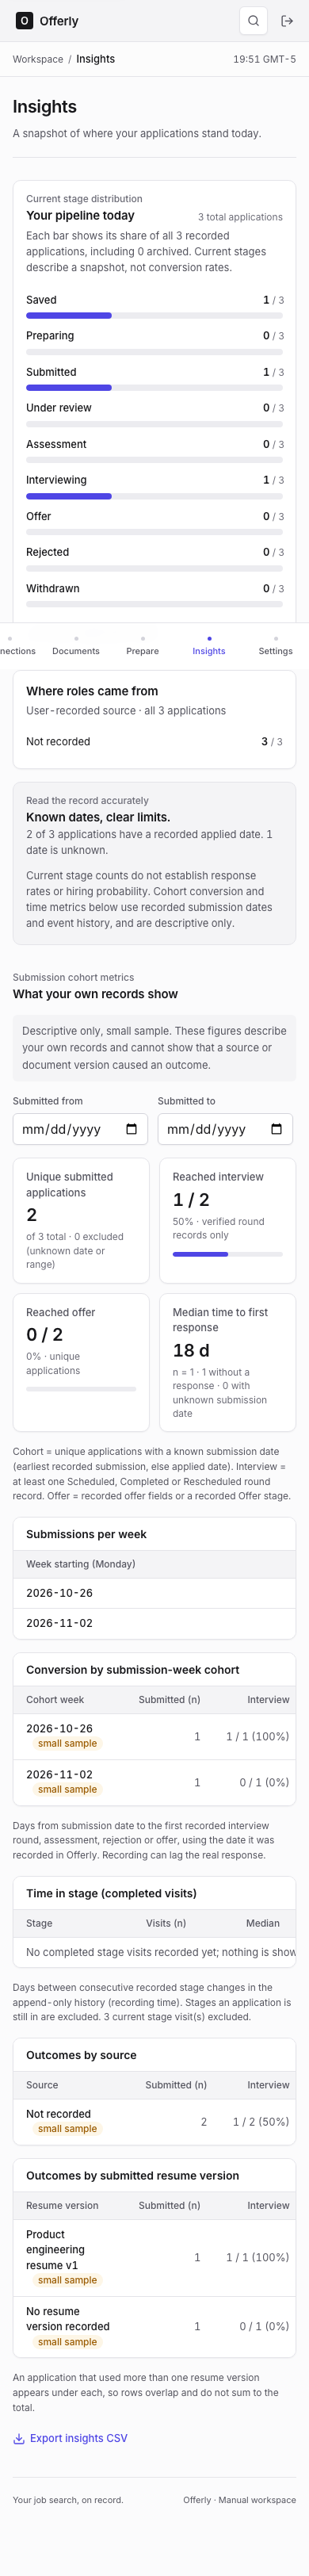 O Offerly
Workspace / Insights 19:51 GMT-5
Insights
A snapshot of where your applications stand today.
Current stage distribution
Your pipeline today 3 total applications
Each bar shows its share of all 3 recorded
applications, including 0 archived. Current stages
describe a snapshot, not conversion rates.
Saved 1 / 3
Preparing 0 / 3
Submitted 1 / 3
Under review 0 / 3
Assessment 0 / 3
Interviewing 1 / 3
Offer 0 / 3
Rejected 0 / 3
Withdrawn 0 / 3
nections Documents Prepare Insights Settings
Where roles came from
User-recorded source · all 3 applications
Not recorded 3 / 3
Read the record accurately
Known dates, clear limits.
2 of 3 applications have a recorded applied date. 1
date is unknown.
Current stage counts do not establish response
rates or hiring probability. Cohort conversion and
time metrics below use recorded submission dates
and event history, and are descriptive only.
Submission cohort metrics
What your own records show
Descriptive only, small sample. These figures describe
your own records and cannot show that a source or
document version caused an outcome.
Submitted from Submitted to
mm/dd/yyyy mm/dd/yyyy
Unique submitted
applications
2
of 3 total · 0 excluded
(unknown date or
range)
Reached interview
1 / 2
50% · verified round
records only
Reached offer
0 / 2
0% · unique
applications
Median time to first
response
18 d
n = 1 · 1 without a
response · 0 with
unknown submission
date
Cohort = unique applications with a known submission date
(earliest recorded submission, else applied date). Interview =
at least one Scheduled, Completed or Rescheduled round
record. Offer = recorded offer fields or a recorded Offer stage.
Submissions per week
Week starting (Monday)
2026-10-26
2026-11-02
Conversion by submission-week cohort
Cohort week Submitted (n) Interview
2026-10-26 1 1 / 1 (100%)
small sample
2026-11-02 1 0 / 1 (0%)
small sample
Days from submission date to the first recorded interview
round, assessment, rejection or offer, using the date it was
recorded in Offerly. Recording can lag the real response.
Time in stage (completed visits)
Stage Visits (n) Median
No completed stage visits recorded yet; nothing is show
Days between consecutive recorded stage changes in the
append-only history (recording time). Stages an application is
still in are excluded. 3 current stage visit(s) excluded.
Outcomes by source
Source Submitted (n) Interview
Not recorded 2 1 / 2 (50%)
small sample
Outcomes by submitted resume version
Resume version Submitted (n) Interview
Product
engineering
resume v1 1 1 / 1 (100%)
small sample
No resume
version recorded 1 0 / 1 (0%)
small sample
An application that used more than one resume version
appears under each, so rows overlap and do not sum to the
total.
Export insights CSV
Your job search, on record. Offerly · Manual workspace